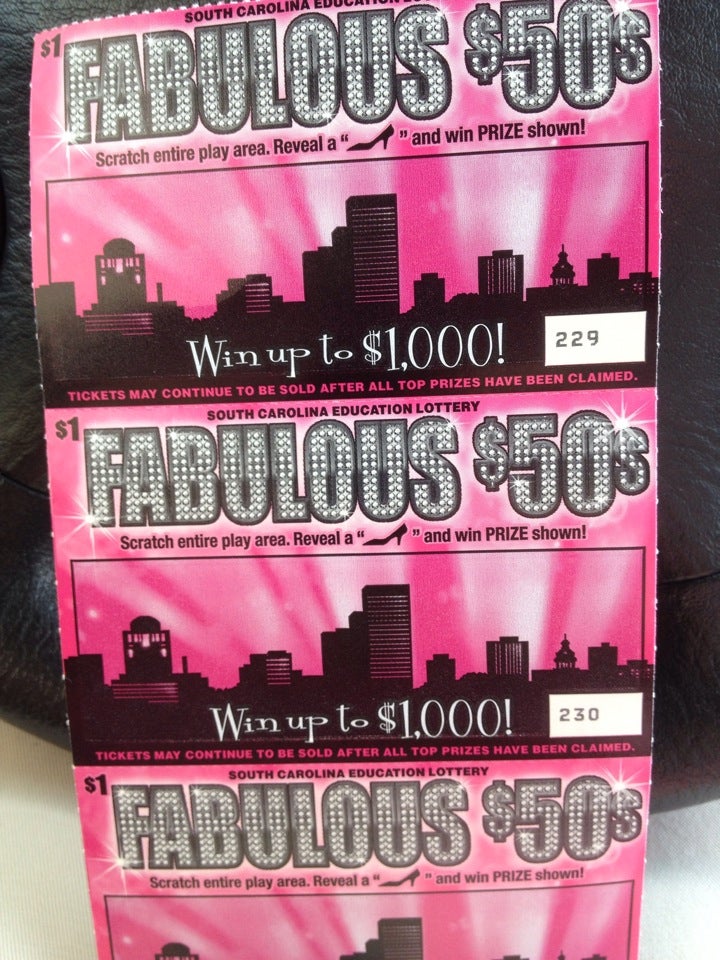 SOUTH CAROLINA EDUCATION
$1
FABULOUS $50s
Scratch entire play area. Reveal a " " and win PRIZE shown!
Win up to $1,000!
229
TICKETS MAY CONTINUE TO BE SOLD AFTER ALL TOP PRIZES HAVE BEEN CLAIMED.
SOUTH CAROLINA EDUCATION LOTTERY
$1
FABULOUS $50s
Scratch entire play area. Reveal a " " and win PRIZE shown!
Win up to $1,000!
230
TICKETS MAY CONTINUE TO BE SOLD AFTER ALL TOP PRIZES HAVE BEEN CLAIMED.
SOUTH CAROLINA EDUCATION LOTTERY
$1
FABULOUS $50s
Scratch entire play area. Reveal a " " and win PRIZE shown!